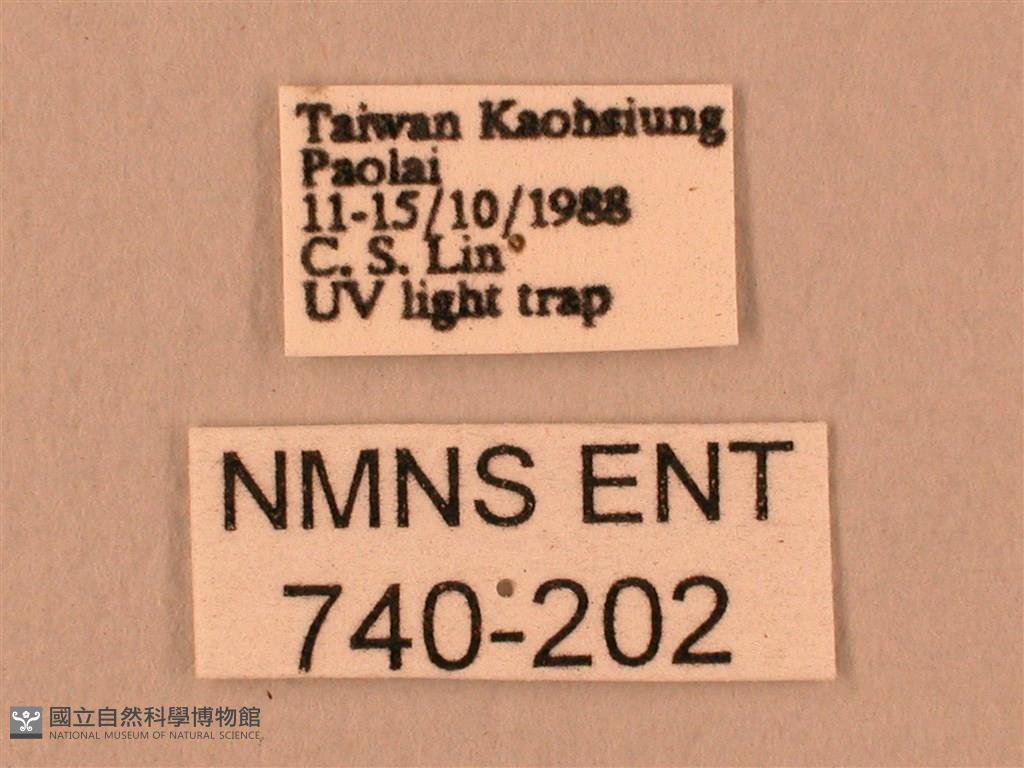 Taiwan Kaohsiung
Paolai
11-15/10/1988
C. S. Lin
UV light trap
NMNS ENT
740-202
國立自然科學博物館
NATIONAL MUSEUM OF NATURAL SCIENCE